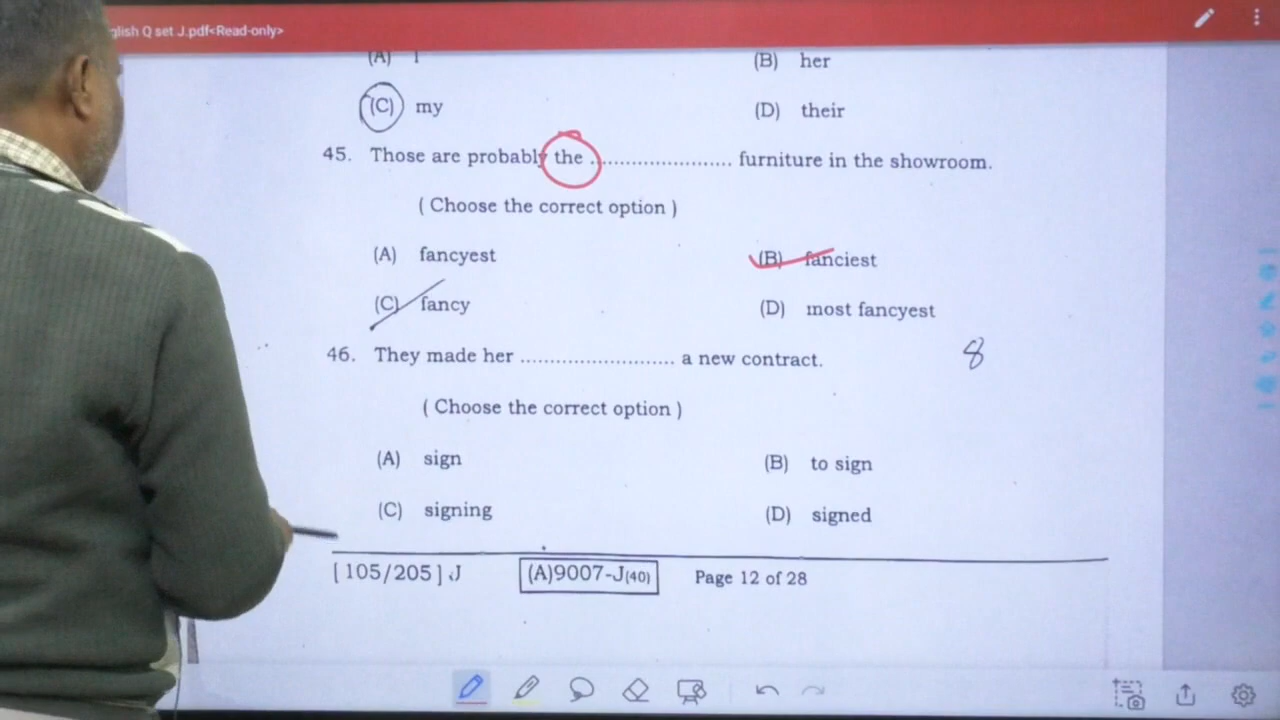 glish Q set J.pdf<Read-only>
(A) I (B) her
(C) my (D) their
45. Those are probably the ........................ furniture in the showroom.
( Choose the correct option )
(A) fancyest (B) fanciest
(C) fancy (D) most fancyest
46. They made her .......................... a new contract. 8
( Choose the correct option )
(A) sign (B) to sign
(C) signing (D) signed
[ 105/205 ] J (A)9007-J(40) Page 12 of 28